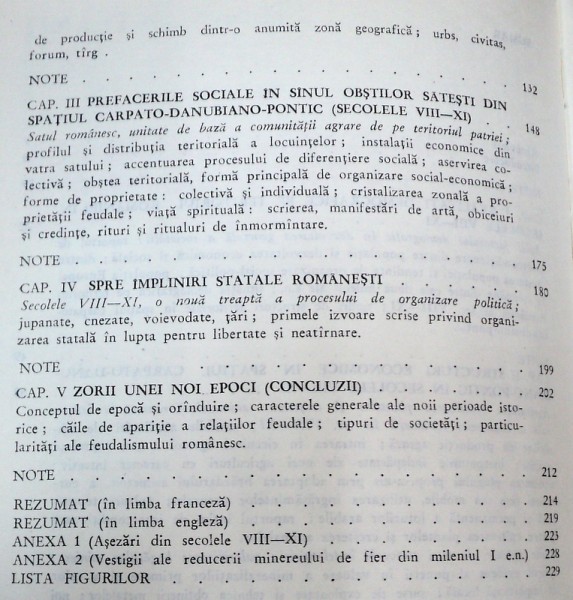 de producție și schimb dintr-o anumită zonă geografică; urbs, civitas,
forum, tîrg .
NOTE . . . . . . . . . . . . 132
CAP. III PREFACERILE SOCIALE IN SINUL OBȘTILOR SĂTEȘTI DIN
SPAȚIUL CARPATO-DANUBIANO-PONTIC (SECOLELE VIII—XI) . . 148
Satul românesc, unitate de bază a comunității agrare de pe teritoriul patriei;
profilul și distribuția teritorială a locuințelor; instalații economice din
vatra satului; accentuarea procesului de diferențiere socială; aservirea co-
lectivă; obștea teritorială, formă principală de organizare social-economică;
forme de proprietate: colectivă și individuală; cristalizarea zonală a pro-
prietății feudale; viață spirituală: scrierea, manifestări de artă, obiceiuri
și credințe, rituri și ritualuri de înmormîntare.
NOTE . . . . . . . . . . . . 175
CAP. IV SPRE IMPLINIRI STATALE ROMÂNEȘTI . . . . . . 180
Secolele VIII—XI, o nouă treaptă a procesului de organizare politică;
jupanate, cnezate, voievodate, țări; primele izvoare scrise privind organi-
zarea statală în lupta pentru libertate și neatîrnare.
NOTE . . . . . . . . . . . . 199
CAP. V ZORII UNEI NOI EPOCI (CONCLUZII) . . . . . . 202
Conceptul de epocă și orînduire; caracterele generale ale noii perioade isto-
rice; căile de apariție a relațiilor feudale; tipuri de societăți; particu-
larități ale feudalismului românesc.
NOTE . . . . . . . . . . . . 212
REZUMAT (în limba franceză) . . . . . . . . 214
REZUMAT (în limba engleză) . . . . . . . . 219
ANEXA 1 (Așezări din secolele VIII—XI) . . . . . . 223
ANEXA 2 (Vestigii ale reducerii minereului de fier din mileniul I e.n.) . . 228
LISTA FIGURILOR . . . . . . . . . . 229